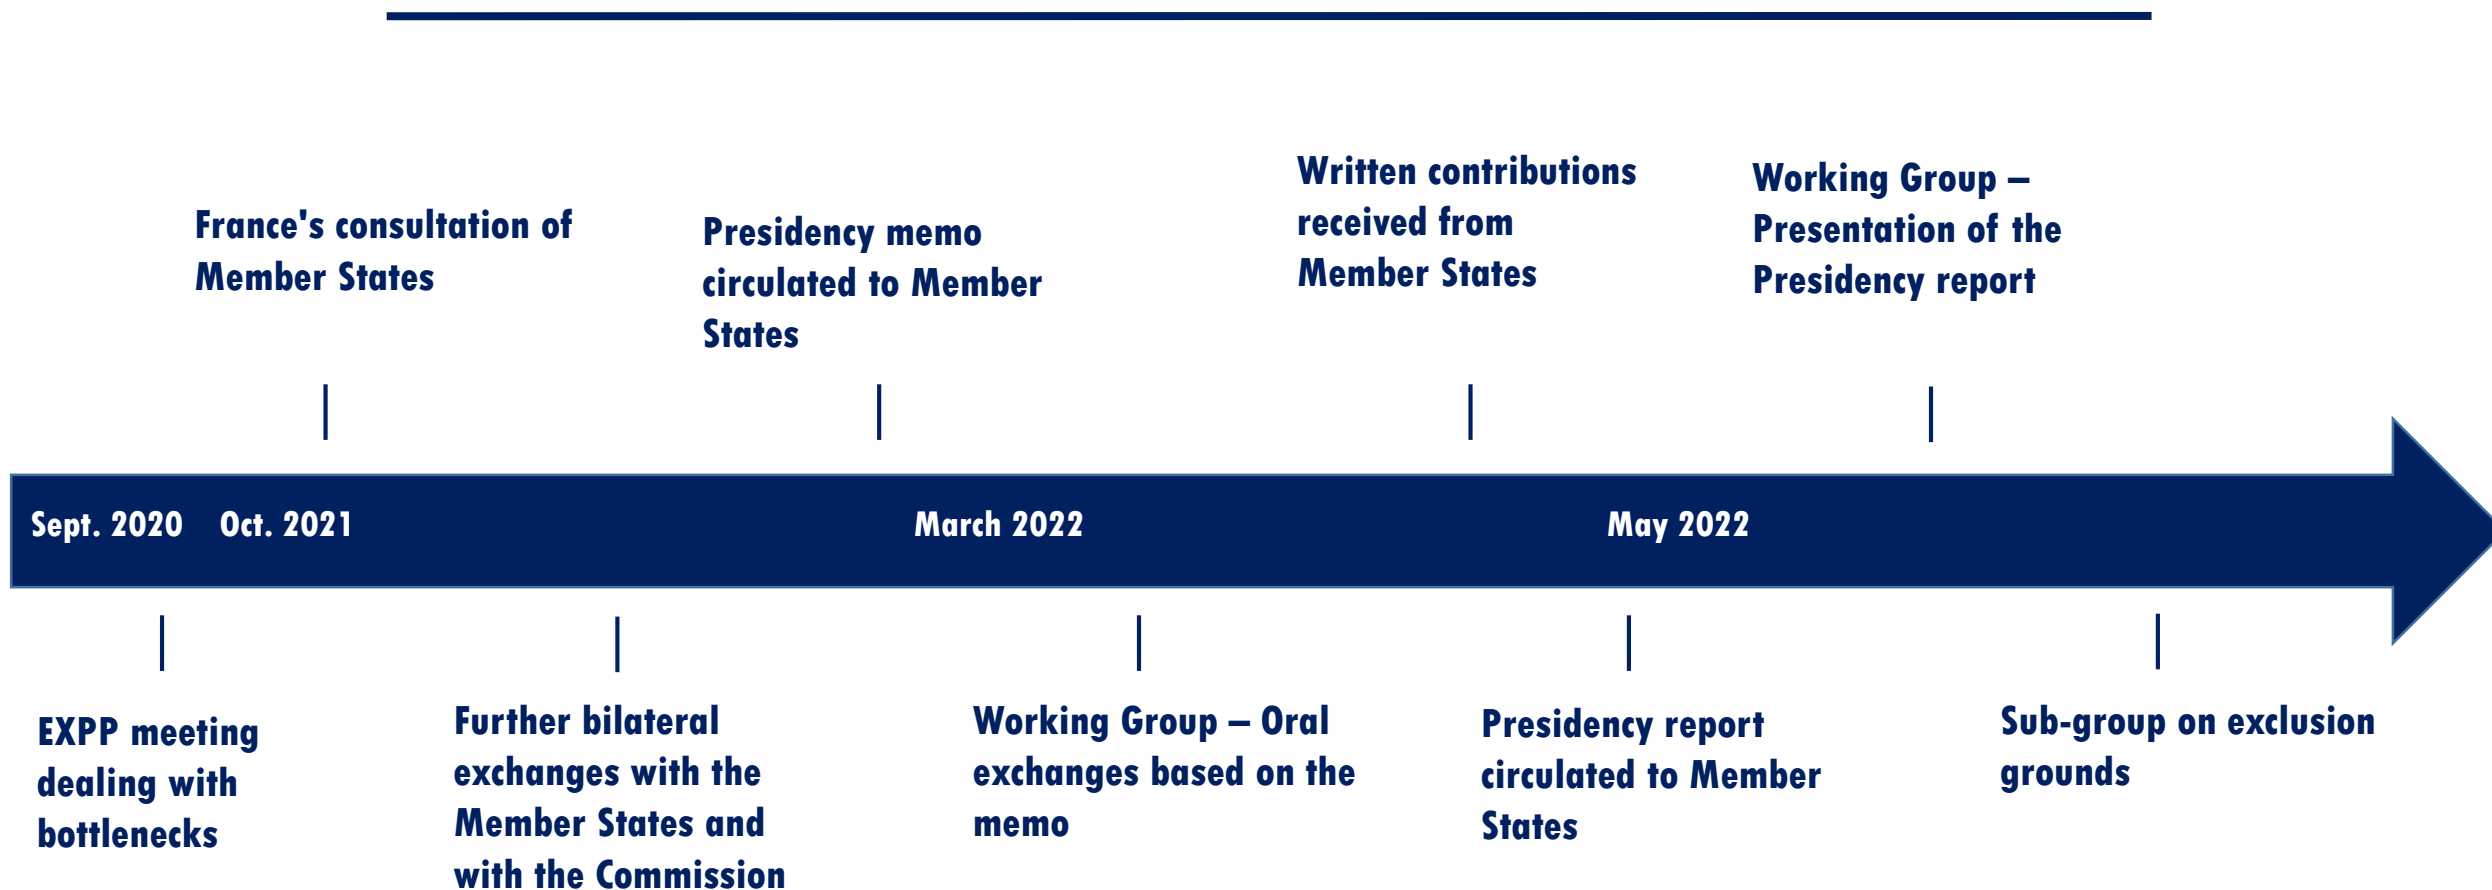 France's consultation of
Member States
Presidency memo
circulated to Member
States
Written contributions
received from
Member States
Working Group –
Presentation of the
Presidency report
Sept. 2020
Oct. 2021
March 2022
May 2022
EXPP meeting
dealing with
bottlenecks
Further bilateral
exchanges with the
Member States and
with the Commission
Working Group – Oral
exchanges based on the
memo
Presidency report
circulated to Member
States
Sub-group on exclusion
grounds